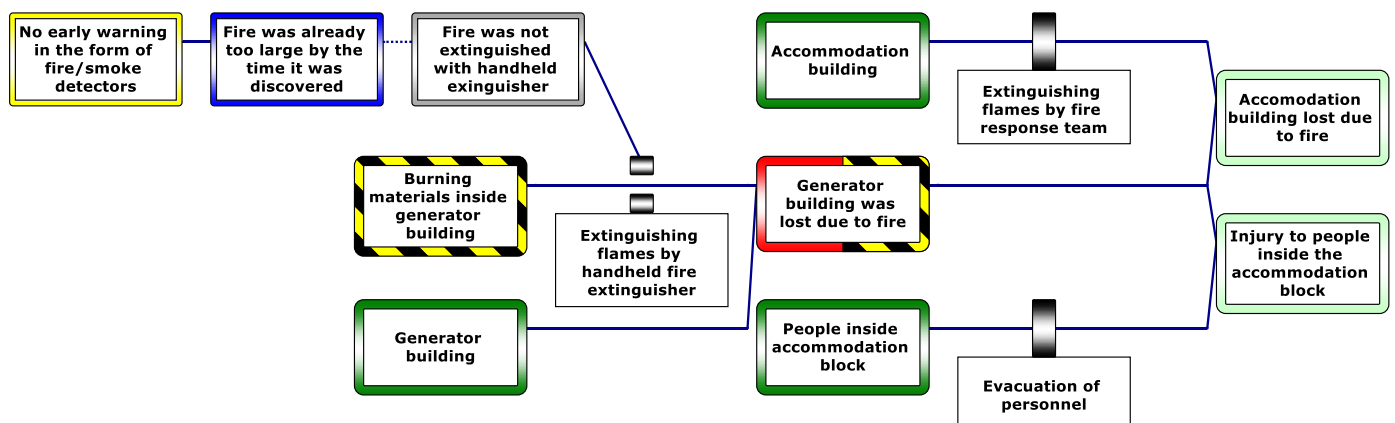 No early warning
in the form of
fire/smoke
detectors
Fire was already
too large by the
time it was
discovered
Fire was not
extinguished
with handheld
exinguisher
Accommodation
building
Extinguishing
flames by fire
response team
Accomodation
building lost due
to fire
Burning
materials inside
generator
building
Extinguishing
flames by
handheld fire
extinguisher
Generator
building was
lost due to fire
Injury to people
inside the
accommodation
block
Generator
building
People inside
accommodation
block
Evacuation of
personnel